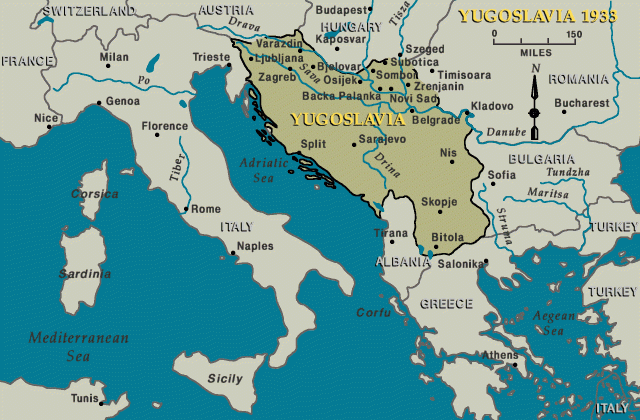 SWITZERLAND
AUSTRIA
Budapest
HUNGARY
YUGOSLAVIA 1933
0 150
MILES
N
Drava
Tisza
Kaposvar
Szeged
Varazdin
Subotica
FRANCE
Milan
Trieste
Ljubljana
Bjelovar
Sombor
Timisoara
ROMANIA
Po
Zagreb
Sava
Osijek
Zrenjanin
Genoa
Backa Palanka
Novi Sad
Kladovo
Bucharest
Nice
Florence
YUGOSLAVIA
Belgrade
Danube
Split
Sarajevo
Adriatic
Sea
Drina
Nis
BULGARIA
Tiber
Sofia
Tundzha
Maritsa
Corsica
Rome
Skopje
Struma
ITALY
Tirana
Bitola
TURKEY
Naples
ALBANIA
Salonika
Sardinia
Corfu
GREECE
TURKEY
Aegean
Sea
Mediterranean
Sea
Athens
Sicily
Tunis
ITALY